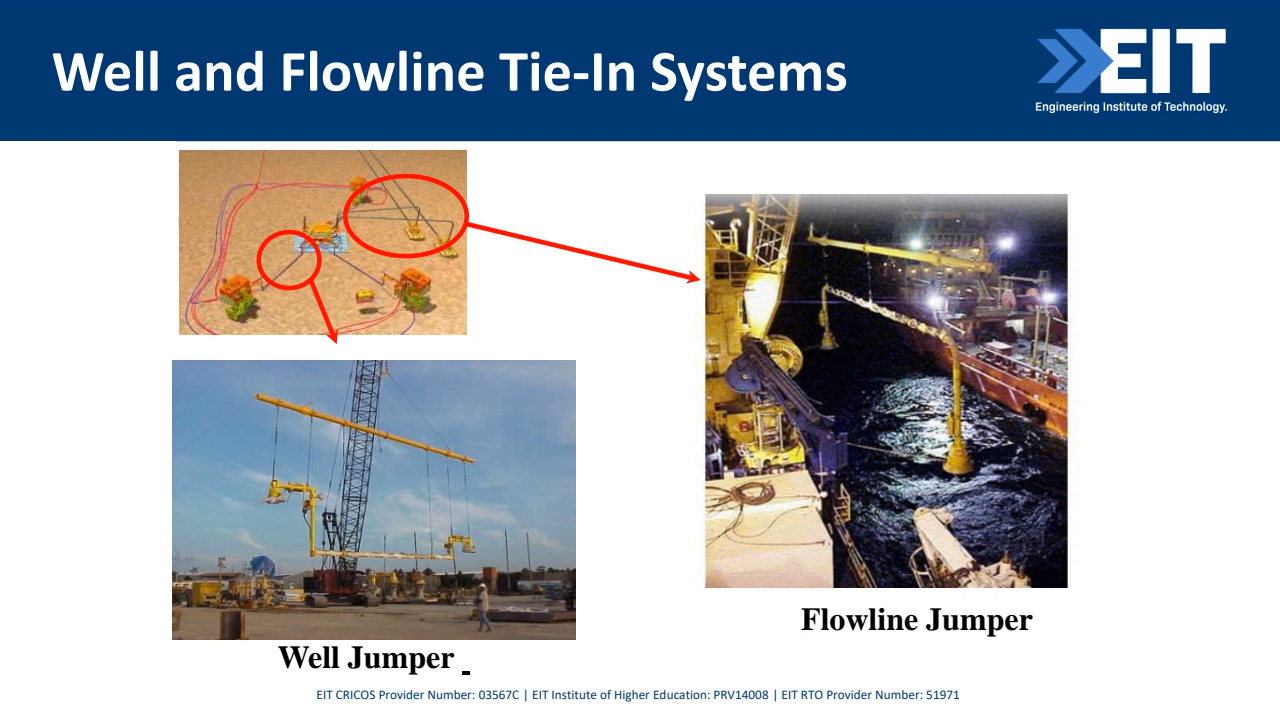 Well and Flowline Tie-In Systems
EIT
Engineering Institute of Technology.
Flowline Jumper
Well Jumper
EIT CRICOS Provider Number: 03567C | EIT Institute of Higher Education: PRV14008 | EIT RTO Provider Number: 51971